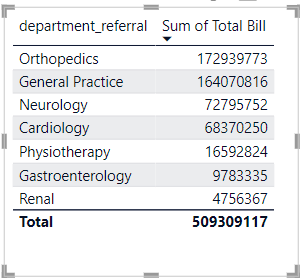 department_referral Sum of Total Bill
Orthopedics 172939773
General Practice 164070816
Neurology 72795752
Cardiology 68370250
Physiotherapy 16592824
Gastroenterology 9783335
Renal 4756367
Total 509309117